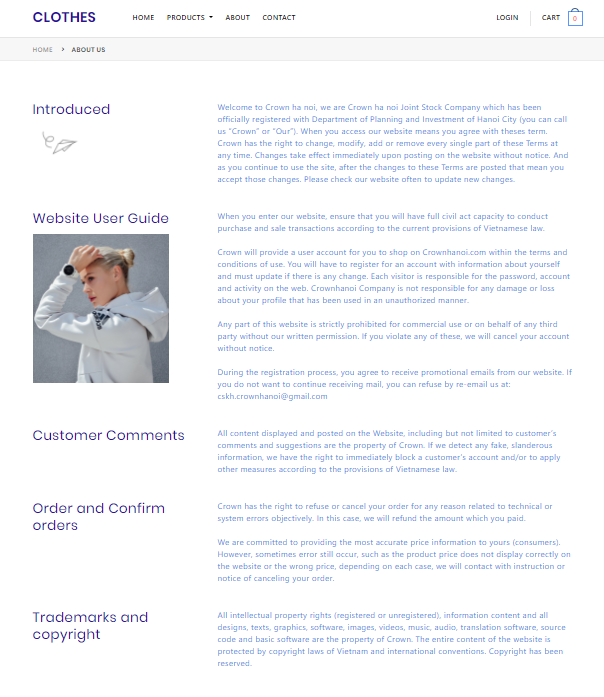 CLOTHES
HOME PRODUCTS ABOUT CONTACT
LOGIN CART 0
HOME > ABOUT US
Introduced
Welcome to Crown ha noi, we are Crown ha noi Joint Stock Company which has been
officially registered with Department of Planning and Investment of Hanoi City (you can call
us "Crown" or "Our"). When you access our website means you agree with theses term.
Crown has the right to change, modify, add or remove every single part of these Terms at
any time. Changes take effect immediately upon posting on the website without notice. And
as you continue to use the site, after the changes to these Terms are posted that mean you
accept those changes. Please check our website often to update new changes.
Website User Guide
When you enter our website, ensure that you will have full civil act capacity to conduct
purchase and sale transactions according to the current provisions of Vietnamese law.
Crown will provide a user account for you to shop on Crownhanoi.com within the terms and
conditions of use. You will have to register for an account with information about yourself
and must update if there is any change. Each visitor is responsible for the password, account
and activity on the web. Crownhanoi Company is not responsible for any damage or loss
about your profile that has been used in an unauthorized manner.
Any part of this website is strictly prohibited for commercial use or on behalf of any third
party without our written permission. If you violate any of these, we will cancel your account
without notice.
During the registration process, you agree to receive promotional emails from our website. If
you do not want to continue receiving mail, you can refuse by re-email us at:
cskh.crownhanoi@gmail.com
Customer Comments
All content displayed and posted on the Website, including but not limited to customer's
comments and suggestions are the property of Crown. If we detect any fake, slanderous
information, we have the right to immediately block a customer's account and/or to apply
other measures according to the provisions of Vietnamese law.
Order and Confirm
orders
Crown has the right to refuse or cancel your order for any reason related to technical or
system errors objectively. In this case, we will refund the amount which you paid.
We are committed to providing the most accurate price information to yours (consumers).
However, sometimes error still occur, such as the product price does not display correctly on
the website or the wrong price, depending on each case, we will contact with instruction or
notice of canceling your order.
Trademarks and
copyright
All intellectual property rights (registered or unregistered), information content and all
designs, texts, graphics, software, images, videos, music, audio, translation software, source
code and basic software are the property of Crown. The entire content of the website is
protected by copyright laws of Vietnam and international conventions. Copyright has been
reserved.